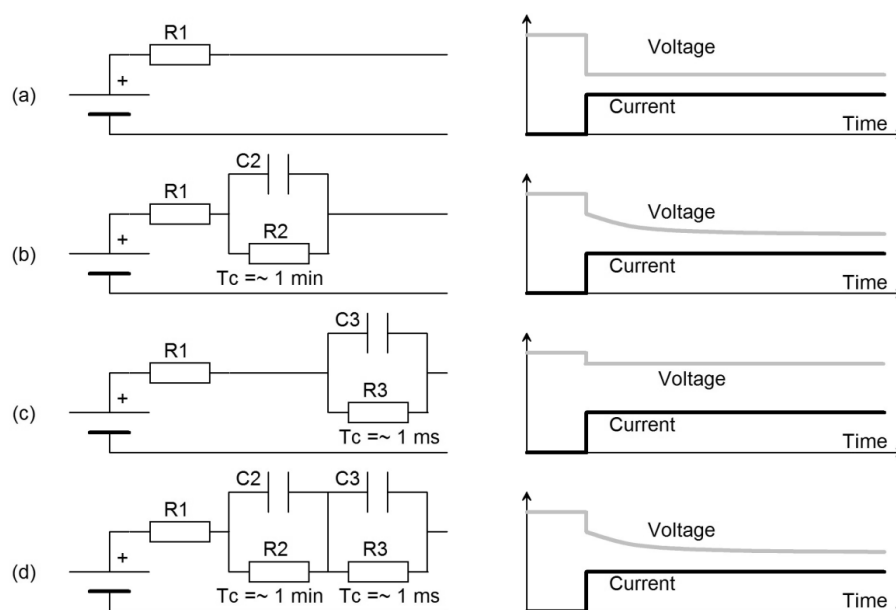 R1
+
(a)
Voltage
Current
Time
C2
R1
R2
+
(b)
Tc =~ 1 min
Voltage
Current
Time
C3
R1
R3
+
(c)
Tc =~ 1 ms
Voltage
Current
Time
C2
C3
R1
R2
R3
+
(d)
Tc =~ 1 min
Tc =~ 1 ms
Voltage
Current
Time